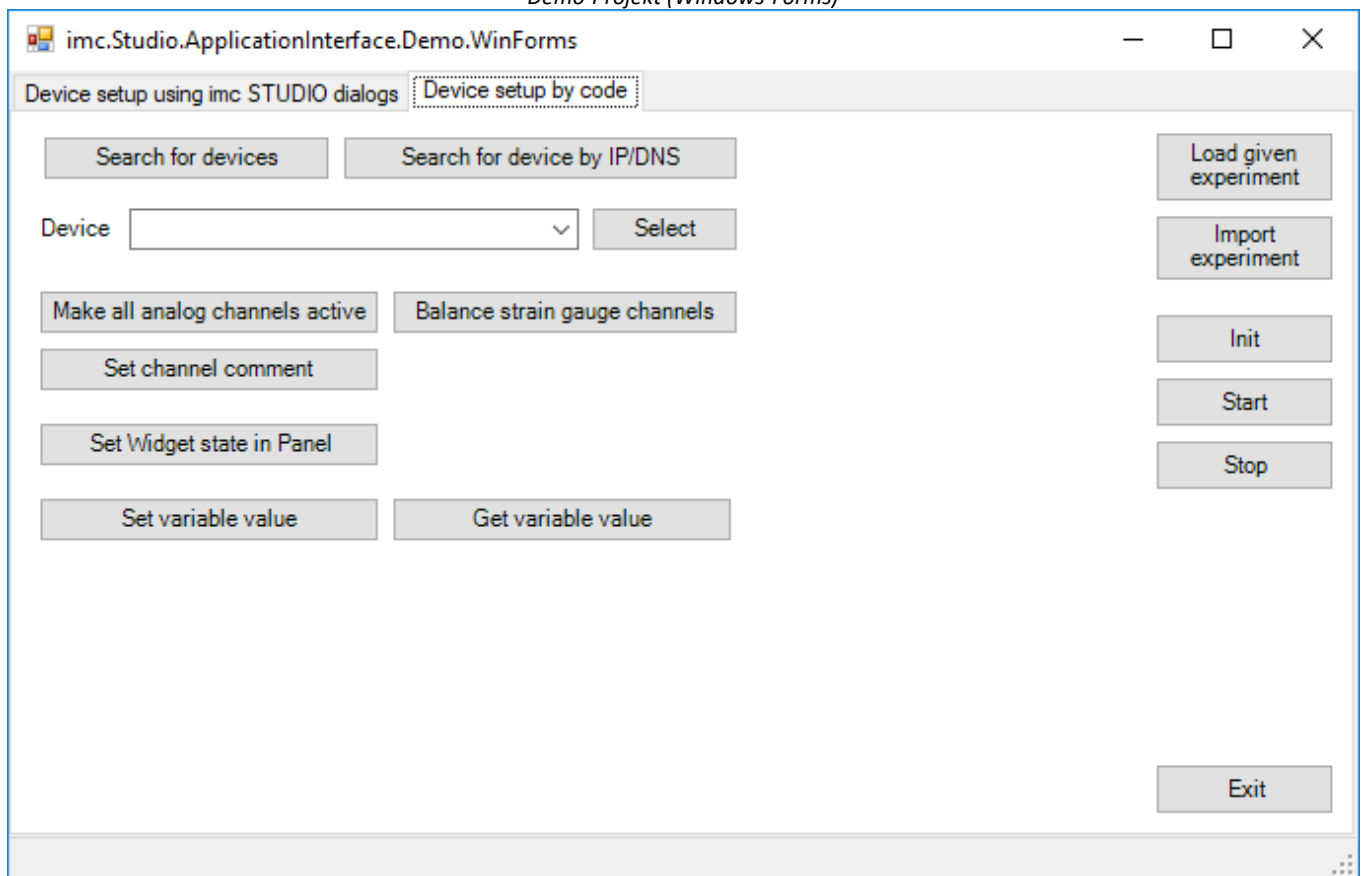 Demo-Projekt (Windows-Forms)
imc.Studio.ApplicationInterface.Demo.WinForms
Device setup using imc STUDIO dialogs Device setup by code
Search for devices Search for device by IP/DNS
Load given
experiment
Device Select
Import
experiment
Make all analog channels active Balance strain gauge channels
Init
Set channel comment
Start
Set Widget state in Panel
Stop
Set variable value Get variable value
Exit